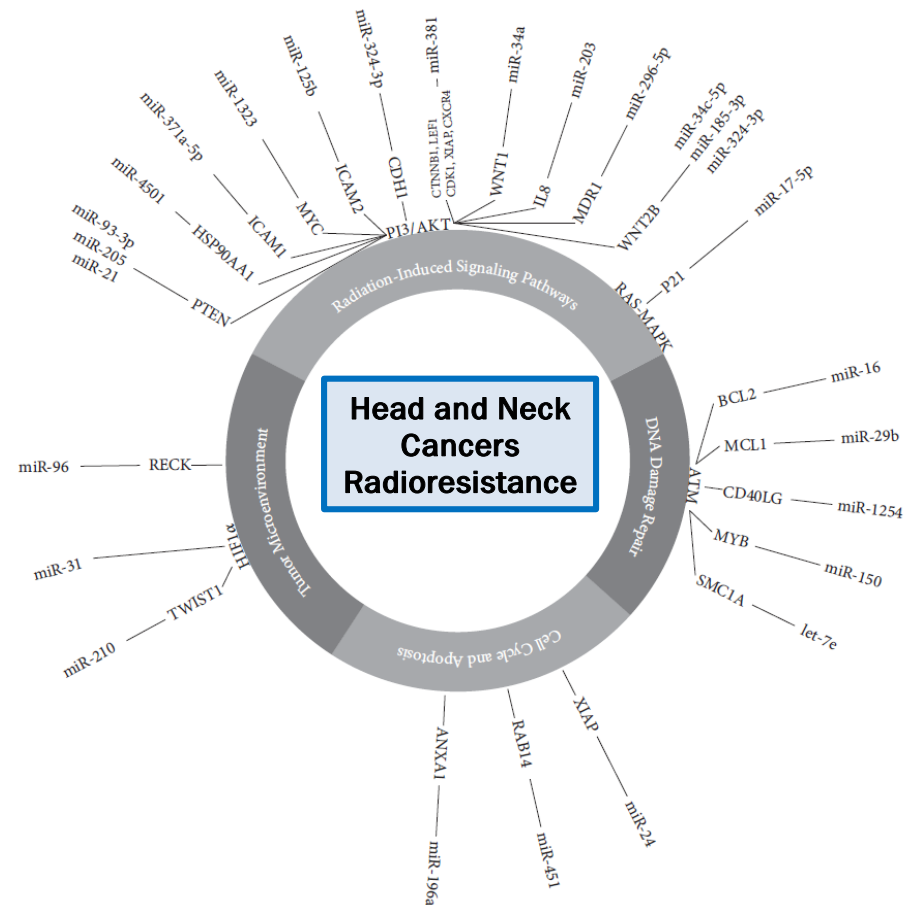 Head and Neck
Cancers
Radioresistance
Radiation-Induced Signaling Pathways
DNA Damage Repair
Cell Cycle and Apoptosis
Tumor Microenvironment
PI3/AKT
miR-93-3p
miR-205
miR-21
PTEN
miR-4501
HSP90AA1
miR-371a-5p
ICAM1
miR-1323
MYC
miR-125b
ICAM2
miR-324-3p
CDH1
miR-381
CTNNB1, LEF1
CDK1, XIAP, CXCR4
miR-34a
WNT1
miR-203
IL8
miR-296-5p
MDR1
miR-34c-5p
miR-185-3p
miR-324-3p
WNT2B
RAS-MAPK
P21
miR-17-5p
ATM
BCL2
miR-16
MCL1
miR-29b
CD40LG
miR-1254
MYB
miR-150
SMC1A
let-7e
XIAP
miR-24
RAB14
miR-451
ANXA1
miR-196a
HIF1α
TWIST1
miR-210
miR-31
RECK
miR-96